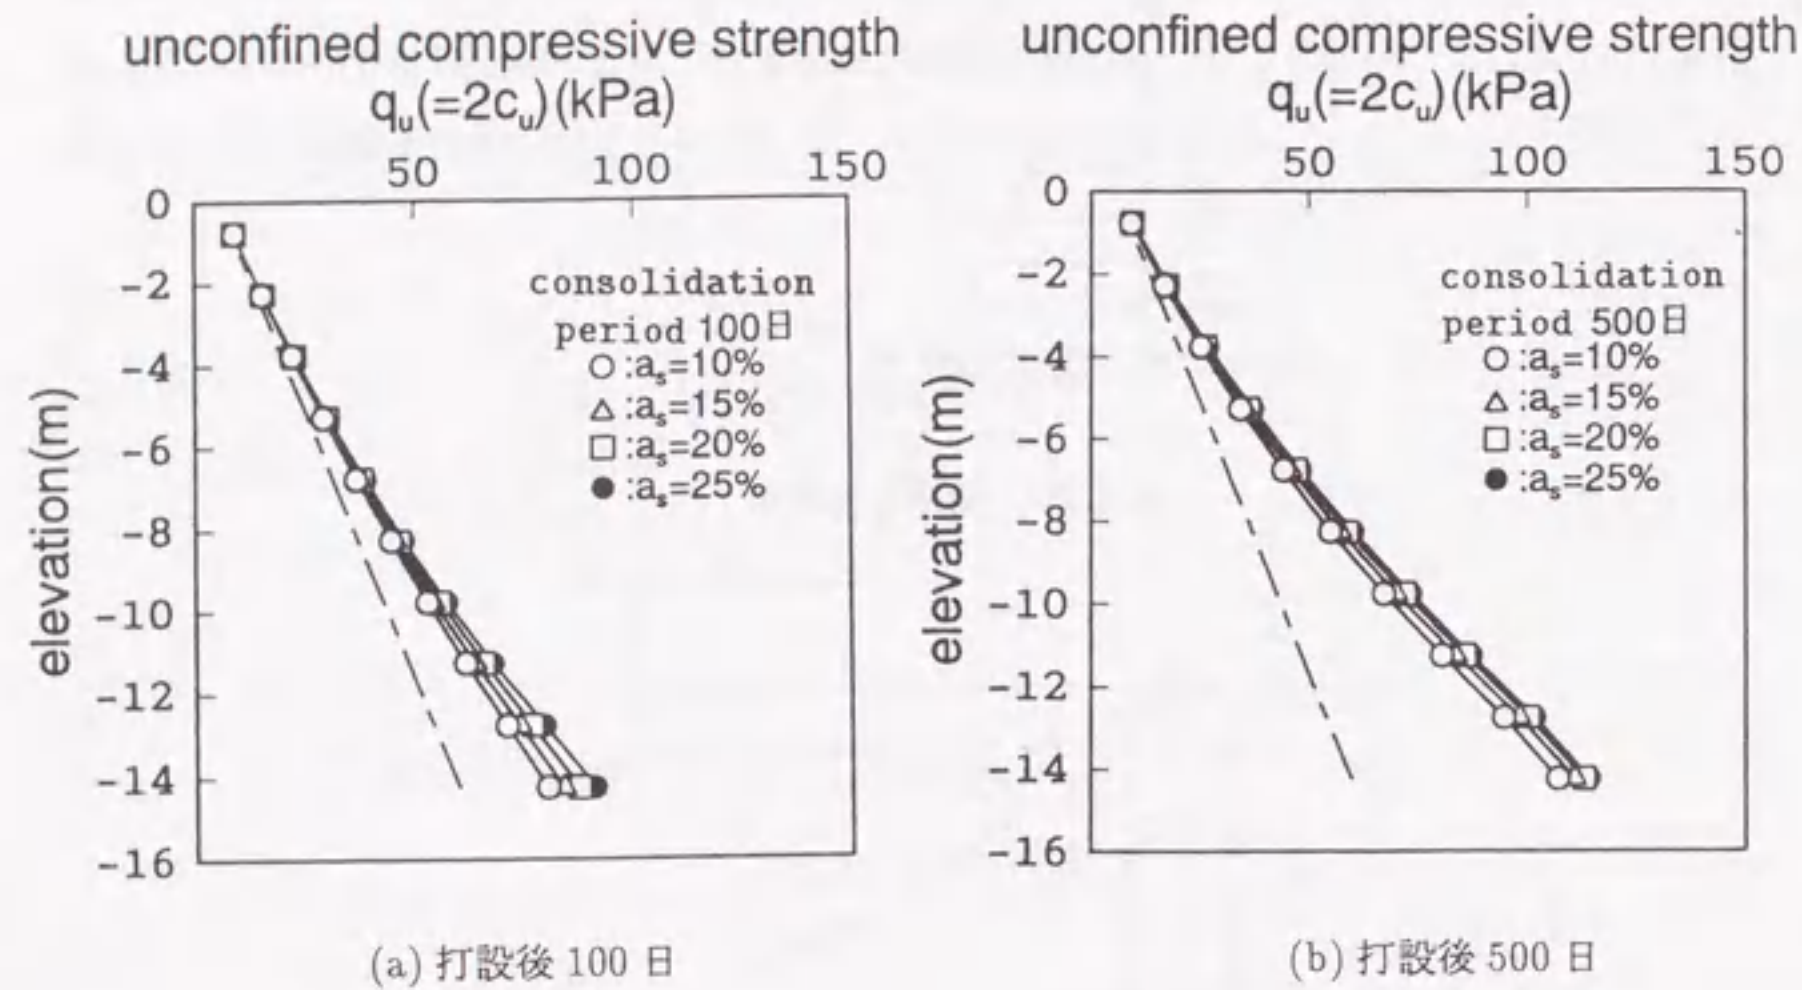 unconfined compressive strength
qᵤ(=2cᵤ)(kPa)
50 100 150
0
-2
-4
-6
-8
-10
-12
-14
-16
elevation(m)
consolidation
period 100日
○:aₛ=10%
△:aₛ=15%
□:aₛ=20%
●:aₛ=25%
(a) 打設後 100 日
unconfined compressive strength
qᵤ(=2cᵤ)(kPa)
50 100 150
0
-2
-4
-6
-8
-10
-12
-14
-16
elevation(m)
consolidation
period 500日
○:aₛ=10%
△:aₛ=15%
□:aₛ=20%
●:aₛ=25%
(b) 打設後 500 日